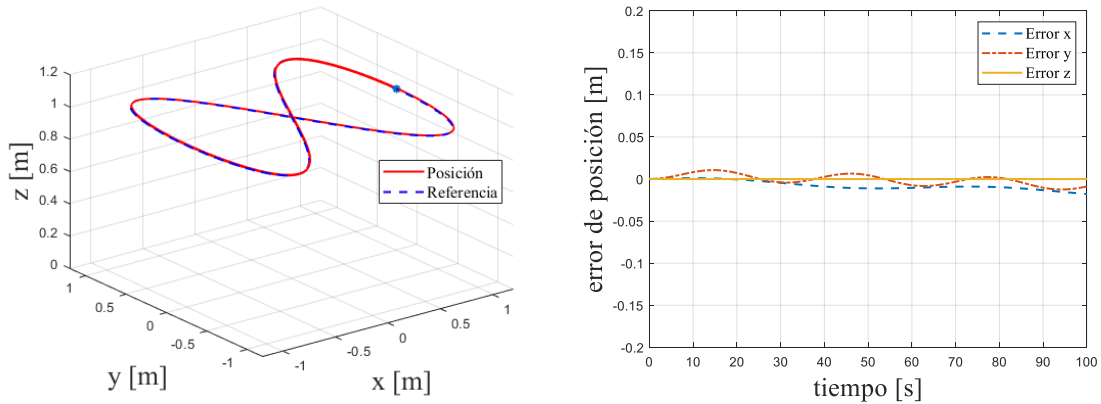 1.2
1
0.8
0.6
0.4
0.2
0
z [m]
1
0.5
0
-0.5
-1
y [m]
-1
-0.5
0
0.5
1
x [m]
Posición
Referencia
0.2
0.15
0.1
0.05
0
-0.05
-0.1
-0.15
-0.2
error de posición [m]
Error x
Error y
Error z
0 10 20 30 40 50 60 70 80 90 100
tiempo [s]